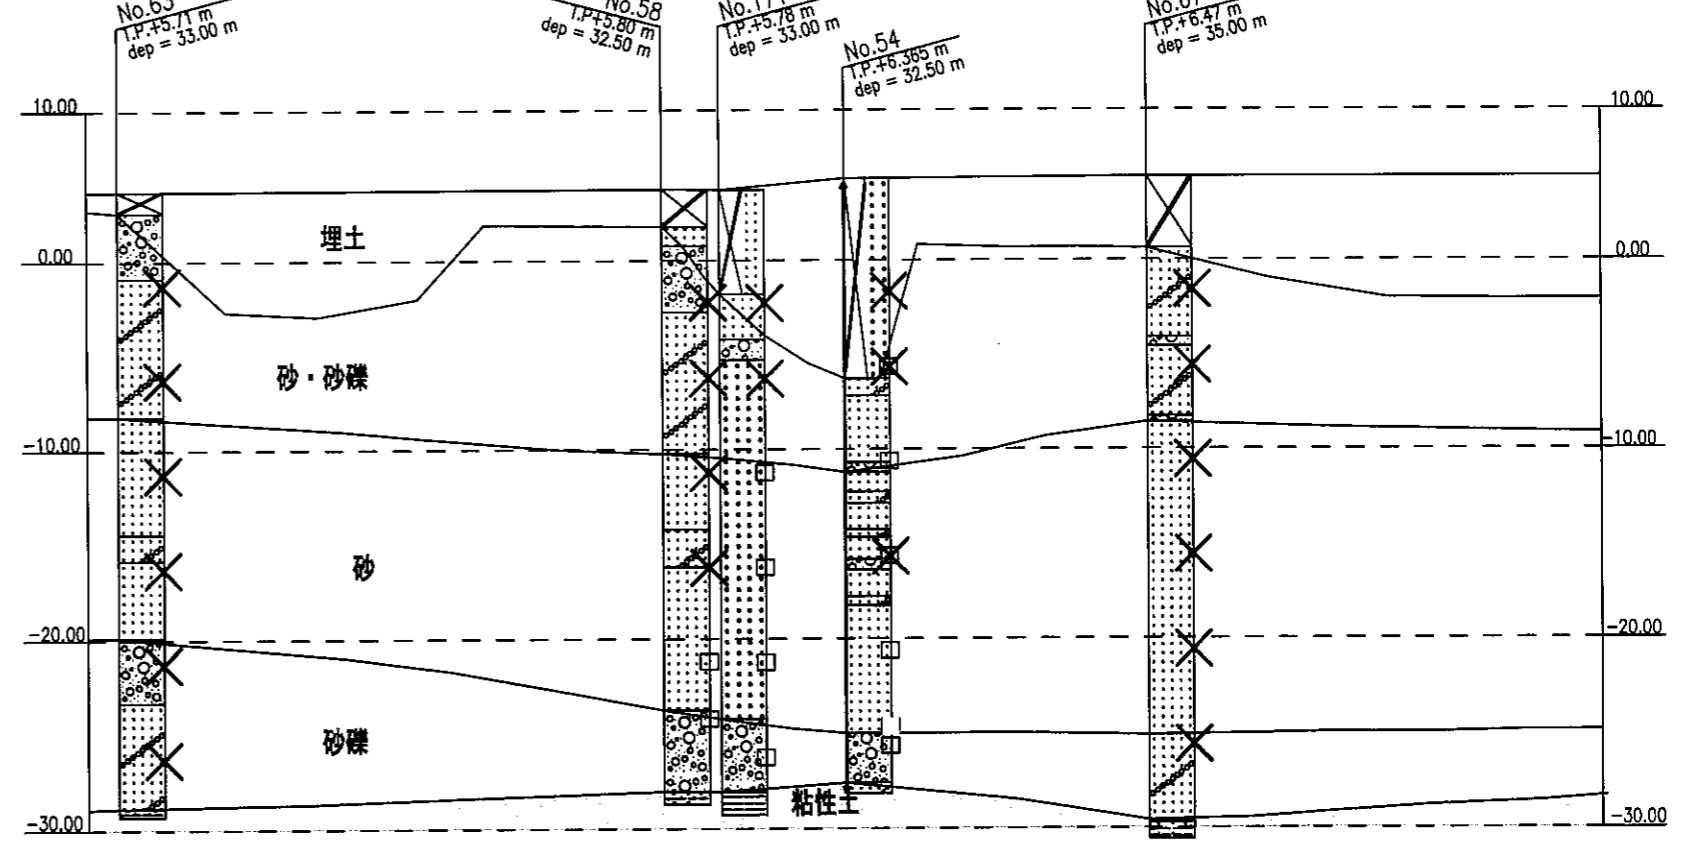 No.63
T.P.+5.71 m
dep = 33.00 m
No.58
T.P+5.80 m
dep = 32.50 m
T.P.+5.78 m
dep = 33.00 m
No.54
T.P.+6.365 m
dep = 32.50 m
T.P.+6.47 m
dep = 35.00 m
10.00
10.00
埋土
0.00
0.00
砂・砂礫
-10.00
-10.00
砂
-20.00
-20.00
砂礫
粘性土
-30.00
-30.00